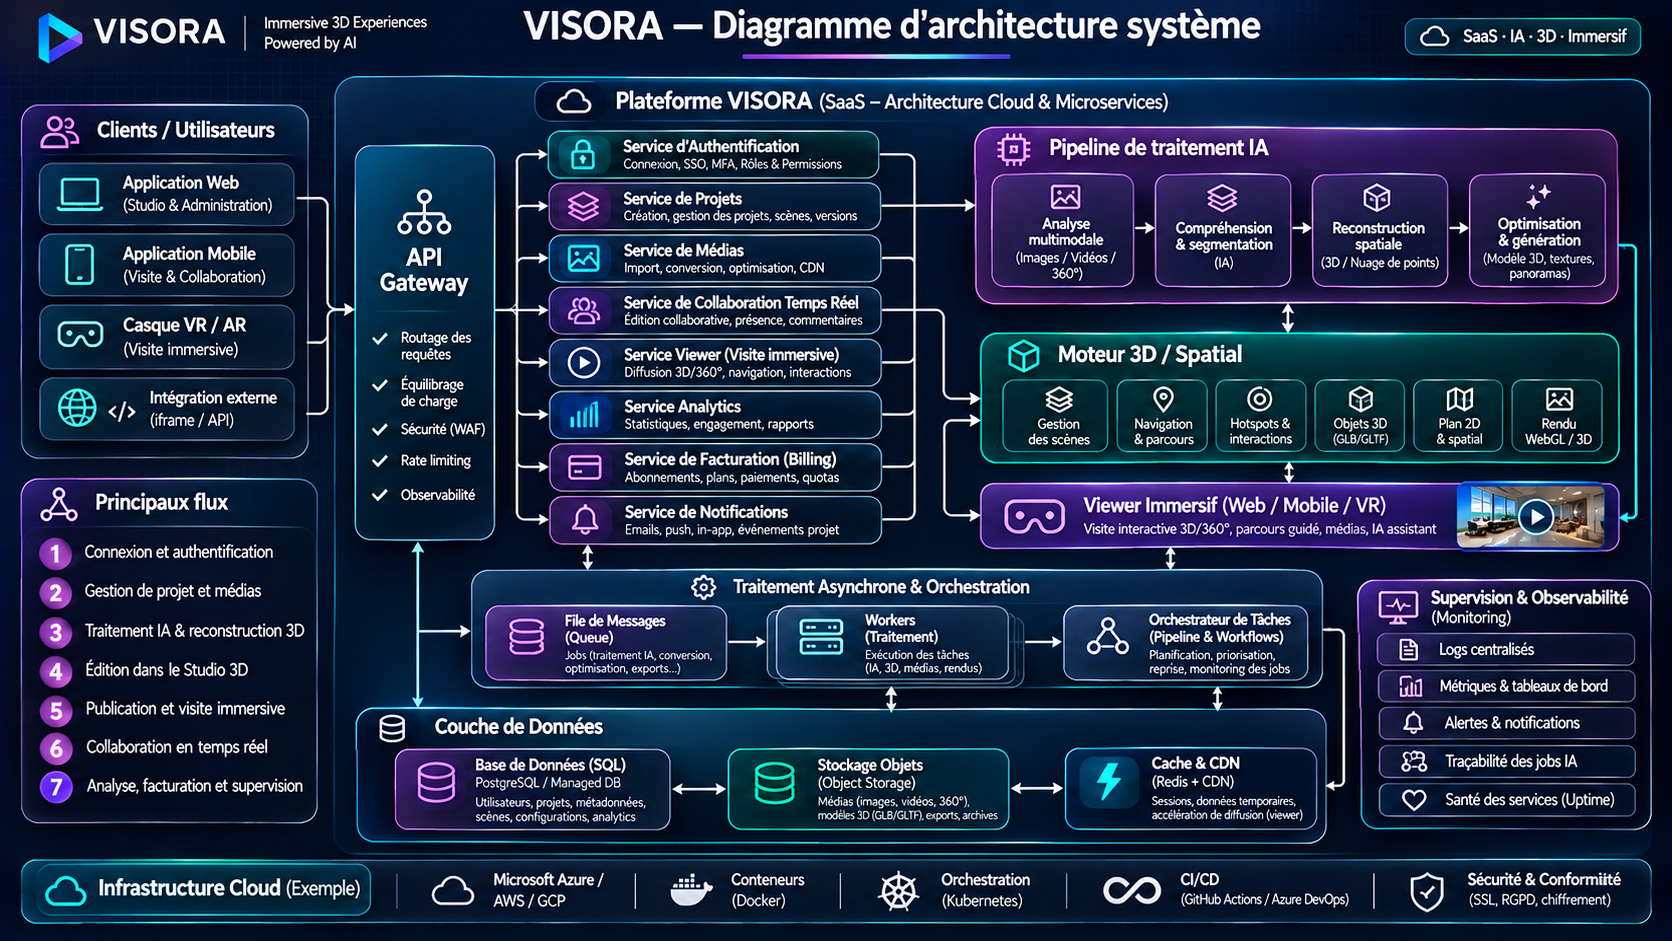 VISORA
Immersive 3D Experiences
Powered by AI
VISORA — Diagramme d’architecture système
SaaS · IA · 3D · Immersif
Clients / Utilisateurs
Application Web
(Studio & Administration)
Application Mobile
(Visite & Collaboration)
Casque VR / AR
(Visite immersive)
</>
Intégration externe
(iframe / API)
Principaux flux
1 Connexion et authentification
2 Gestion de projet et médias
3 Traitement IA & reconstruction 3D
4 Édition dans le Studio 3D
5 Publication et visite immersive
6 Collaboration en temps réel
7 Analyse, facturation et supervision
Plateforme VISORA (SaaS – Architecture Cloud & Microservices)
API
Gateway
Routage des
requêtes
Équilibrage
de charge
Sécurité (WAF)
Rate limiting
Observabilité
Service d’Authentification
Connexion, SSO, MFA, Rôles & Permissions
Service de Projets
Création, gestion des projets, scènes, versions
Service de Médias
Import, conversion, optimisation, CDN
Service de Collaboration Temps Réel
Édition collaborative, présence, commentaires
Service Viewer (Visite immersive)
Diffusion 3D/360°, navigation, interactions
Service Analytics
Statistiques, engagement, rapports
Service de Facturation (Billing)
Abonnements, plans, paiements, quotas
Service de Notifications
Emails, push, in-app, événements projet
Pipeline de traitement IA
Analyse
multimodale
(Images / Vidéos /
360°)
Compréhension
& segmentation
(IA)
Reconstruction
spatiale
(3D / Nuage de points)
Optimisation
& génération
(Modèle 3D, textures,
panoramas)
Moteur 3D / Spatial
Gestion
des scènes
Navigation
& parcours
Hotspots &
interactions
Objets 3D
(GLB/GLTF)
Plan 2D
& spatial
Rendu
WebGL / 3D
Viewer Immersif (Web / Mobile / VR)
Visite interactive 3D/360°, parcours guidé, médias, IA assistant
Traitement Asynchrone & Orchestration
File de Messages
(Queue)
Jobs (traitement IA, conversion,
optimisation, exports...)
Workers
(Traitement)
Exécution des tâches
(IA, 3D, médias, rendus)
Orchestrateur de Tâches
(Pipeline & Workflows)
Planification, priorisation,
reprise, monitoring des jobs
Couche de Données
Base de Données (SQL)
PostgreSQL / Managed DB
Utilisateurs, projets, métadonnées,
scènes, configurations, analytics
Stockage Objets
(Object Storage)
Médias (images, vidéos, 360°),
modèles 3D (GLB/GLTF), exports, archives
Cache & CDN
(Redis + CDN)
Sessions, données temporaires,
accélération de diffusion (viewer)
Supervision & Observabilité
(Monitoring)
Logs centralisés
Métriques & tableaux de bord
Alertes & notifications
Traçabilité des jobs IA
Santé des services (Uptime)
Infrastructure Cloud (Exemple)
Microsoft Azure /
AWS / GCP
Conteneurs
(Docker)
Orchestration
(Kubernetes)
CI/CD
(GitHub Actions / Azure DevOps)
Sécurité & Conformité
(SSL, RGPD, chiffrement)